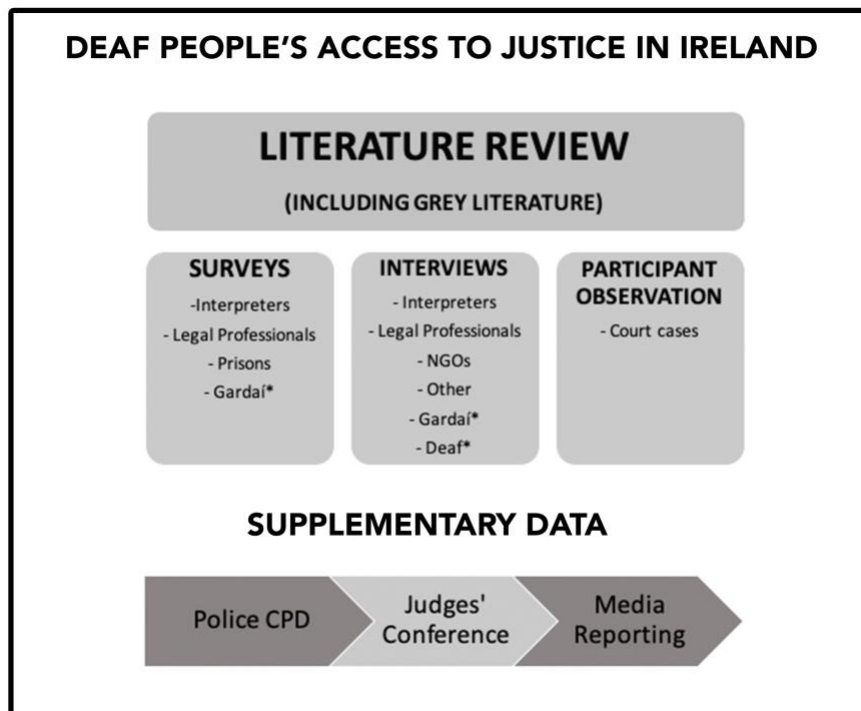 DEAF PEOPLE'S ACCESS TO JUSTICE IN IRELAND
LITERATURE REVIEW
(INCLUDING GREY LITERATURE)
SURVEYS
-Interpreters
- Legal Professionals
- Prisons
- Gardaí*
INTERVIEWS
- Interpreters
- Legal Professionals
- NGOs
- Other
- Gardaí*
- Deaf*
PARTICIPANT
OBSERVATION
- Court cases
SUPPLEMENTARY DATA
Police CPD
Judges'
Conference
Media
Reporting